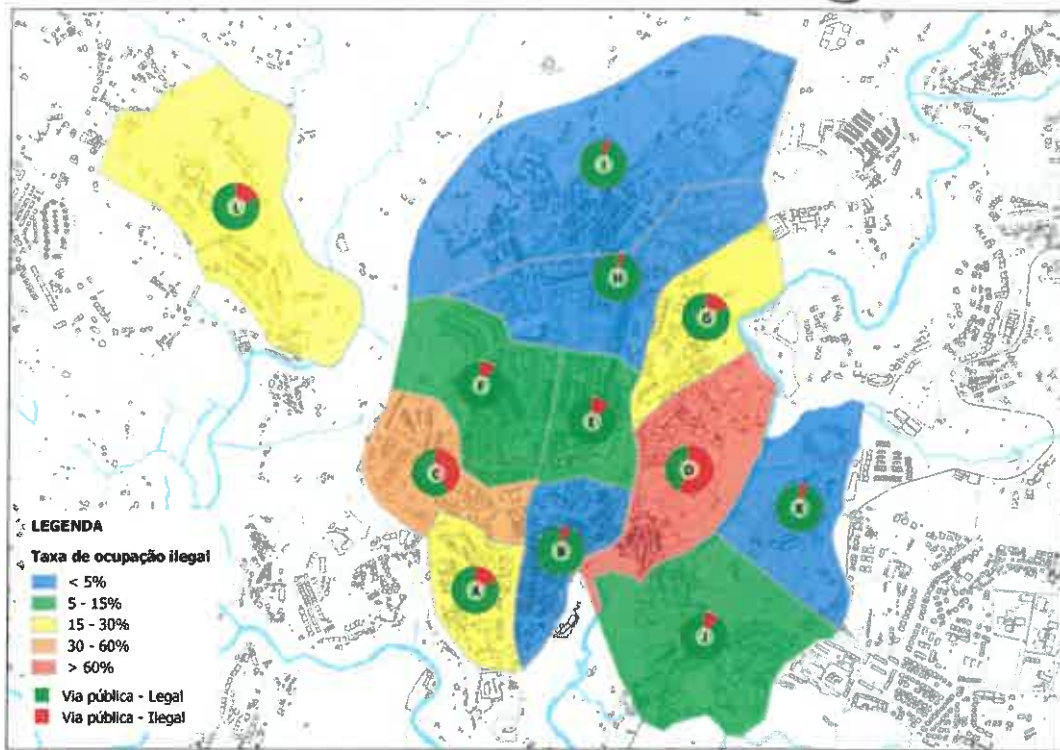 N
I
L
H
G
F
E
C
D
K
B
A
J
LEGENDA
Taxa de ocupação ilegal
< 5%
5 - 15%
15 - 30%
30 - 60%
> 60%
Via pública - Legal
Via pública - Ilegal